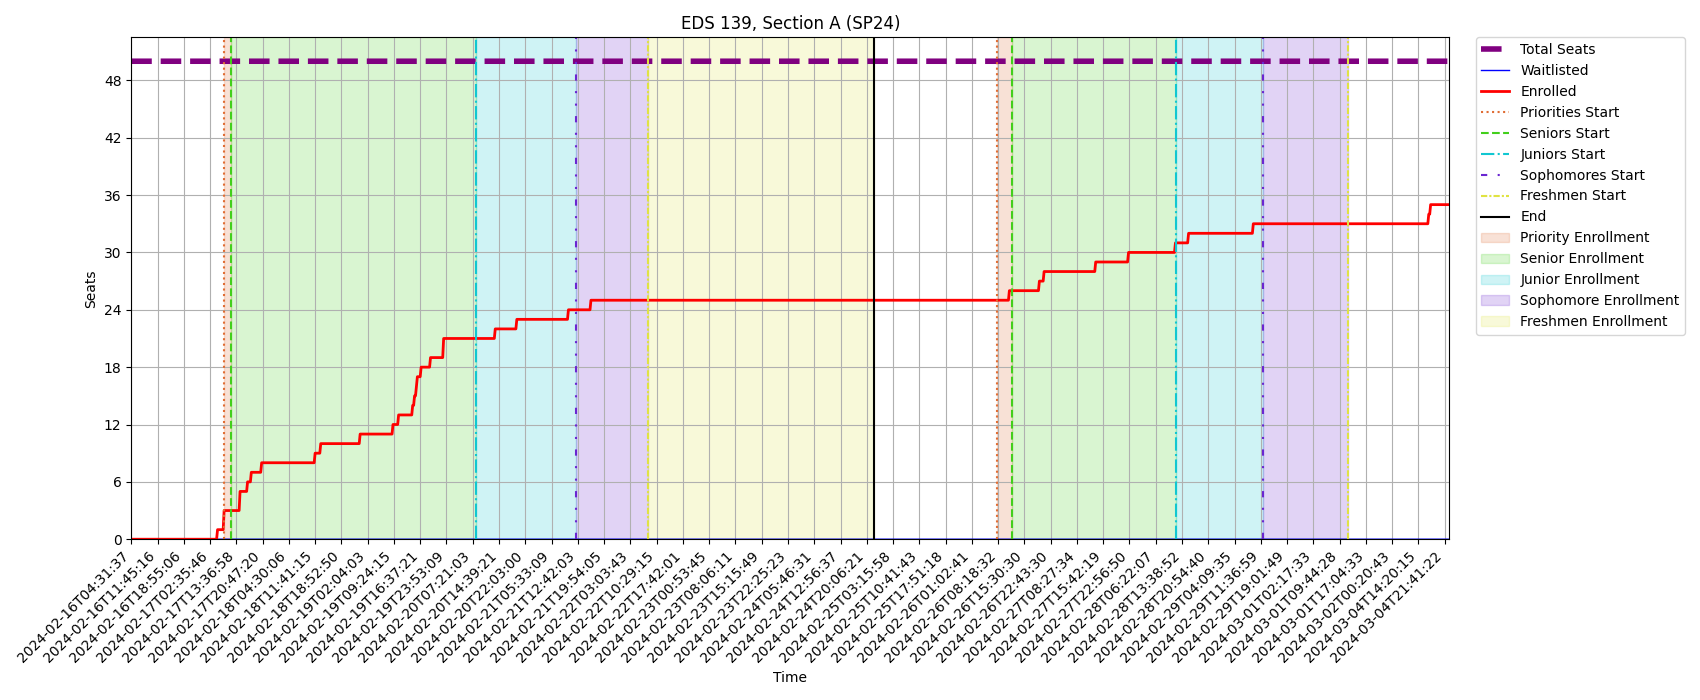 EDS 139, Section A (SP24)
Seats
48
42
36
30
24
18
12
6
0
2024-02-16T04:31:37
2024-02-16T11:45:16
2024-02-16T18:55:06
2024-02-17T02:35:46
2024-02-17T13:36:58
2024-02-17T20:47:20
2024-02-18T04:30:06
2024-02-18T11:41:15
2024-02-18T18:52:50
2024-02-19T02:04:03
2024-02-19T09:24:15
2024-02-19T16:37:21
2024-02-19T23:53:09
2024-02-20T07:21:03
2024-02-20T14:39:21
2024-02-20T22:03:00
2024-02-21T05:33:09
2024-02-21T12:42:03
2024-02-21T19:54:05
2024-02-22T03:03:43
2024-02-22T10:29:15
2024-02-22T17:42:01
2024-02-23T00:53:45
2024-02-23T08:06:11
2024-02-23T15:15:49
2024-02-23T22:25:23
2024-02-24T05:46:31
2024-02-24T12:56:37
2024-02-24T20:06:21
2024-02-25T03:15:58
2024-02-25T10:41:43
2024-02-25T17:51:18
2024-02-26T01:02:41
2024-02-26T08:18:32
2024-02-26T15:30:30
2024-02-26T22:43:30
2024-02-27T08:27:34
2024-02-27T15:42:19
2024-02-27T22:56:50
2024-02-28T06:22:07
2024-02-28T13:38:52
2024-02-28T20:54:40
2024-02-29T04:09:35
2024-02-29T11:36:59
2024-02-29T19:01:49
2024-03-01T02:17:33
2024-03-01T09:44:28
2024-03-01T17:04:33
2024-03-02T00:20:43
2024-03-04T14:20:15
2024-03-04T21:41:22
Time
Total Seats
Waitlisted
Enrolled
Priorities Start
Seniors Start
Juniors Start
Sophomores Start
Freshmen Start
End
Priority Enrollment
Senior Enrollment
Junior Enrollment
Sophomore Enrollment
Freshmen Enrollment